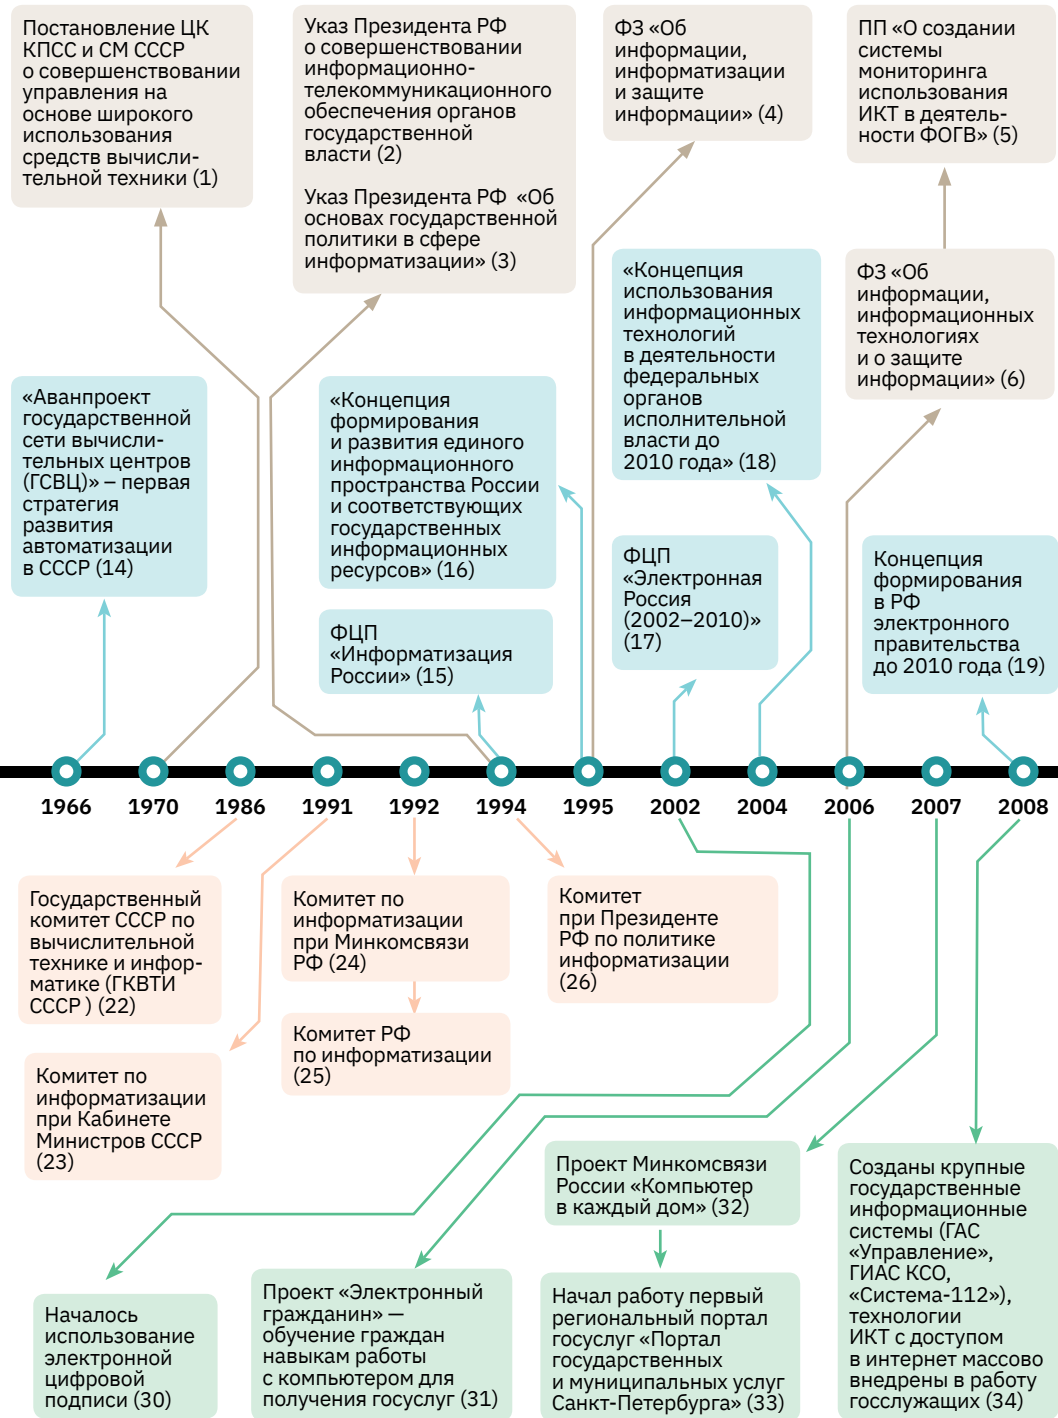 Постановление ЦК
КПСС и СМ СССР
о совершенствовании
управления на
основе широкого
использования
средств вычисли-
тельной техники (1)
Указ Президента РФ
о совершенствовании
информационно-
телекоммуникационного
обеспечения органов
государственной
власти (2)
Указ Президента РФ «Об
основах государственной
политики в сфере
информатизации» (3)
ФЗ «Об
информации,
информатизации
и защите
информации» (4)
ПП «О создании
системы
мониторинга
использования
ИКТ в деятель-
ности ФОГВ» (5)
«Концепция
использования
информационных
технологий
в деятельности
федеральных
органов
исполнительной
власти до
2010 года» (18)
ФЗ «Об
информации,
информационных
технологиях
и о защите
информации» (6)
«Аванпроект
государственной
сети вычисли-
тельных центров
(ГСВЦ)» – первая
стратегия
развития
автоматизации
в СССР (14)
«Концепция
формирования
и развития единого
информационного
пространства России
и соответствующих
государственных
информационных
ресурсов» (16)
ФЦП
«Информатизация
России» (15)
ФЦП
«Электронная
Россия
(2002–2010)»
(17)
Концепция
формирования
в РФ
электронного
правительства
до 2010 года (19)
1966 1970 1986 1991 1992 1994 1995 2002 2004 2006 2007 2008
Государственный
комитет СССР по
вычислительной
технике и инфор-
матике (ГКВТИ
СССР ) (22)
Комитет по
информатизации
при Минкомсвязи
РФ (24)
Комитет
при Президенте
РФ по политике
информатизации
(26)
Комитет РФ
по информатизации
(25)
Комитет по
информатизации
при Кабинете
Министров СССР
(23)
Проект Минкомсвязи
России «Компьютер
в каждый дом» (32)
Созданы крупные
государственные
информационные
системы (ГАС
«Управление»,
ГИАС КСО,
«Система-112»),
технологии
ИКТ с доступом
в интернет массово
внедрены в работу
госслужащих (34)
Началось
использование
электронной
цифровой
подписи (30)
Проект «Электронный
гражданин» —
обучение граждан
навыкам работы
с компьютером для
получения госуслуг (31)
Начал работу первый
региональный портал
госуслуг «Портал
государственных
и муниципальных услуг
Санкт-Петербурга» (33)